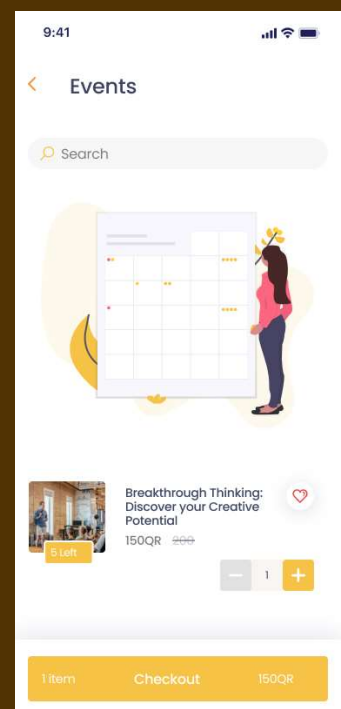 9:41
Events
Search
Breakthrough Thinking:
Discover your Creative
Potential
150QR 200
5 Left
1
1 item Checkout 150QR